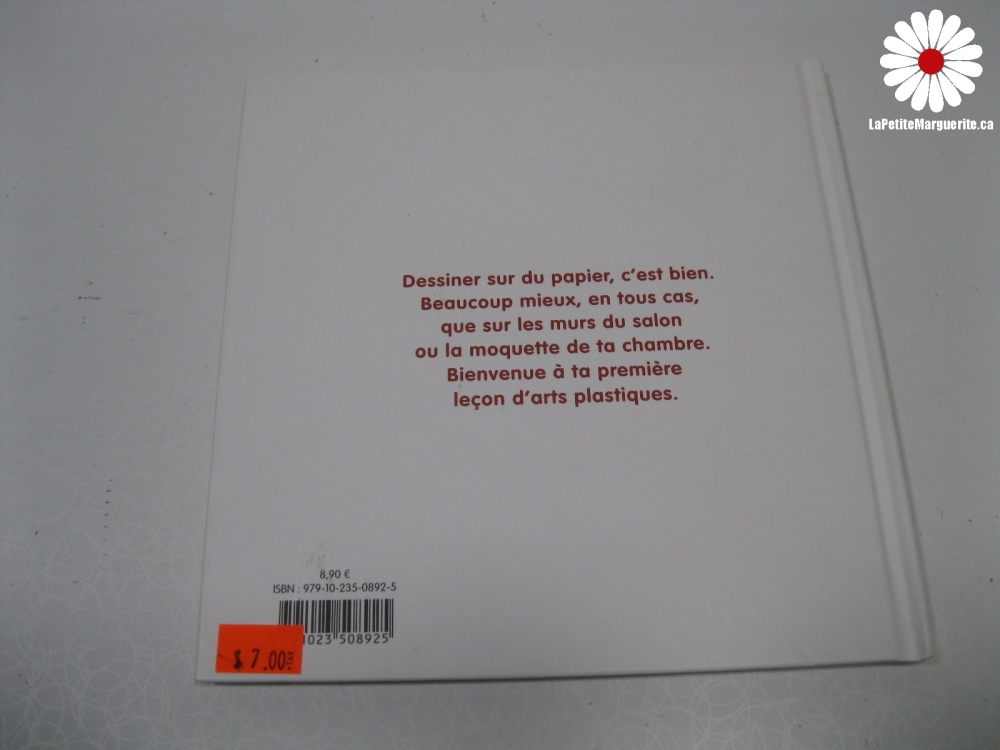 LaPetiteMarguerite.ca
Dessiner sur du papier, c'est bien.
Beaucoup mieux, en tous cas,
que sur les murs du salon
ou la moquette de ta chambre.
Bienvenue à ta première
leçon d'arts plastiques.
8,90 €
ISBN : 979-10-235-0892-5
1023 508925
$ 7.00